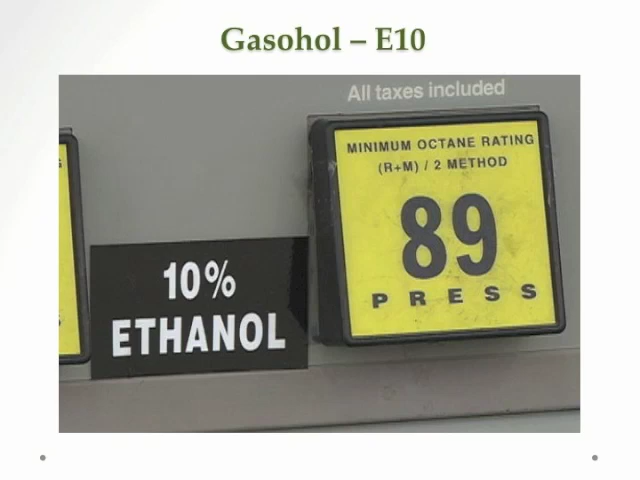 Gasohol – E10
All taxes included
MINIMUM OCTANE RATING
(R+M) / 2 METHOD
89
PRESS
10%
ETHANOL